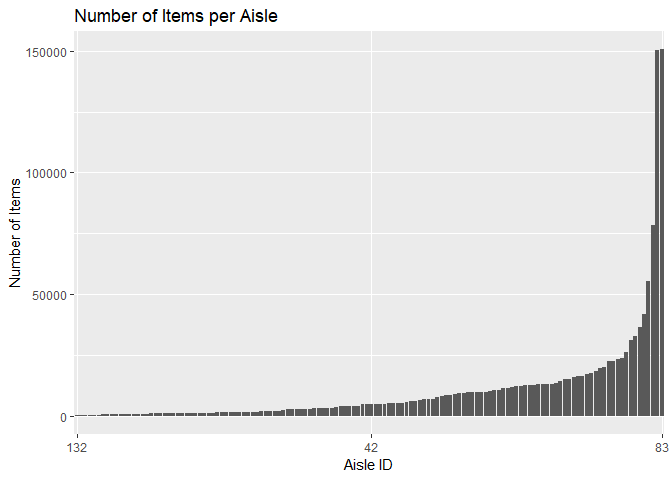 Number of Items per Aisle
150000
100000
50000
0
Number of Items
132
42
83
Aisle ID